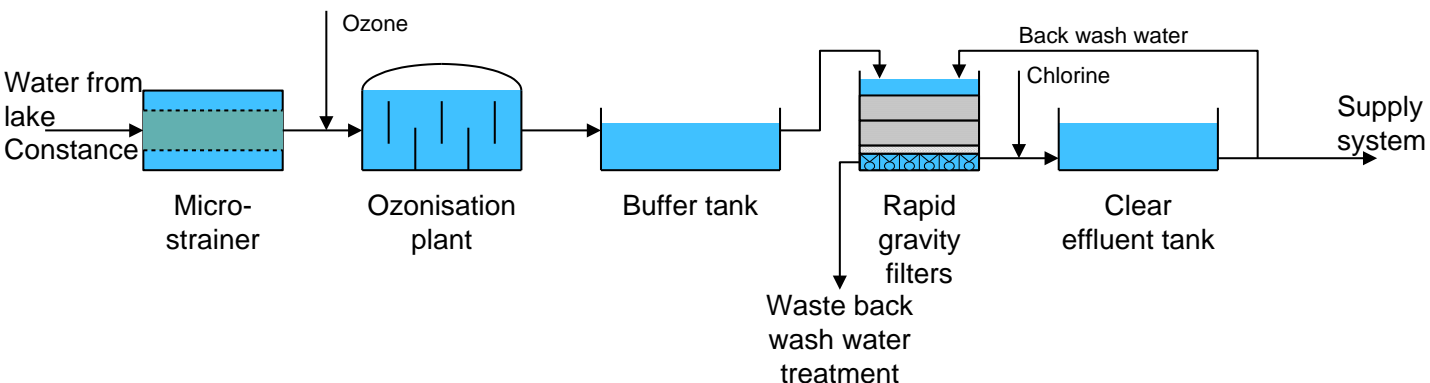 Ozone
Back wash water
Water from
lake
Constance
Chlorine
Supply
system
Micro-
strainer
Ozonisation
plant
Buffer tank
Rapid
gravity
filters
Clear
effluent tank
Waste back
wash water
treatment